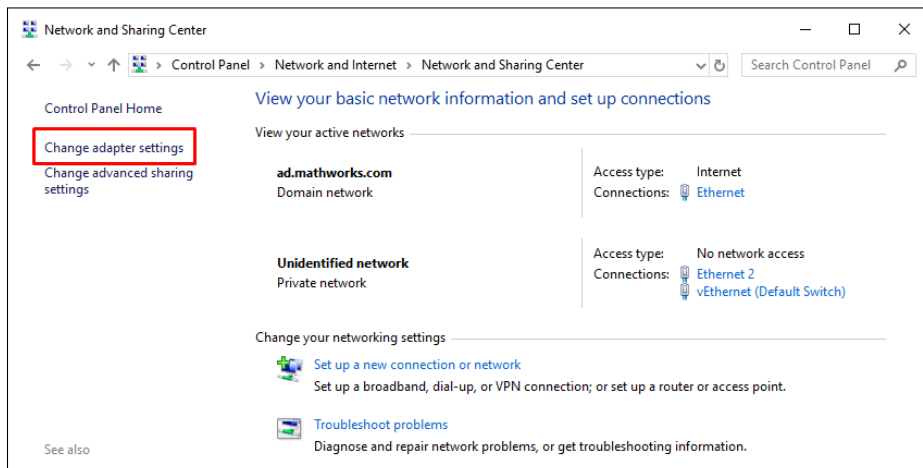 Network and Sharing Center
Control Panel > Network and Internet > Network and Sharing Center
Search Control Panel
Control Panel Home
Change adapter settings
Change advanced sharing
settings
View your basic network information and set up connections
View your active networks
ad.mathworks.com
Domain network
Access type: Internet
Connections: Ethernet
Unidentified network
Private network
Access type: No network access
Connections: Ethernet 2
vEthernet (Default Switch)
Change your networking settings
Set up a new connection or network
Set up a broadband, dial-up, or VPN connection; or set up a router or access point.
Troubleshoot problems
Diagnose and repair network problems, or get troubleshooting information.
See also